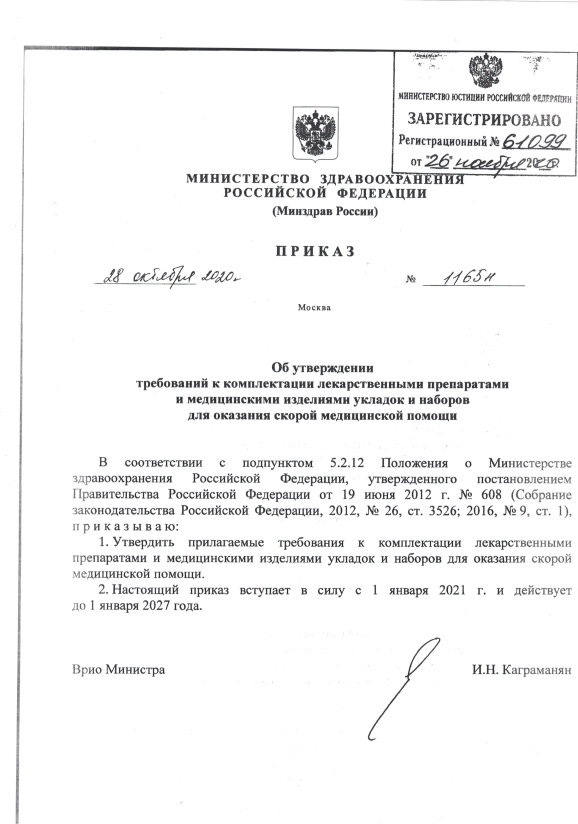 МИНИСТЕРСТВО ЮСТИЦИИ РОССИЙСКОЙ ФЕДЕРАЦИИ
ЗАРЕГИСТРИРОВАНО
Регистрационный № 61099
от "26" ноября 2020
МИНИСТЕРСТВО ЗДРАВООХРАНЕНИЯ
РОССИЙСКОЙ ФЕДЕРАЦИИ
(Минздрав России)
ПРИКАЗ
28 октября 2020г № 1165н
Москва
Об утверждении
требований к комплектации лекарственными препаратами
и медицинскими изделиями укладок и наборов
для оказания скорой медицинской помощи
В соответствии с подпунктом 5.2.12 Положения о Министерстве
здравоохранения Российской Федерации, утвержденного постановлением
Правительства Российской Федерации от 19 июня 2012 г. № 608 (Собрание
законодательства Российской Федерации, 2012, № 26, ст. 3526; 2016, № 9, ст. 1),
приказываю:
1. Утвердить прилагаемые требования к комплектации лекарственными
препаратами и медицинскими изделиями укладок и наборов для оказания скорой
медицинской помощи.
2. Настоящий приказ вступает в силу с 1 января 2021 г. и действует
до 1 января 2027 года.
Врио Министра И.Н. Каграманян